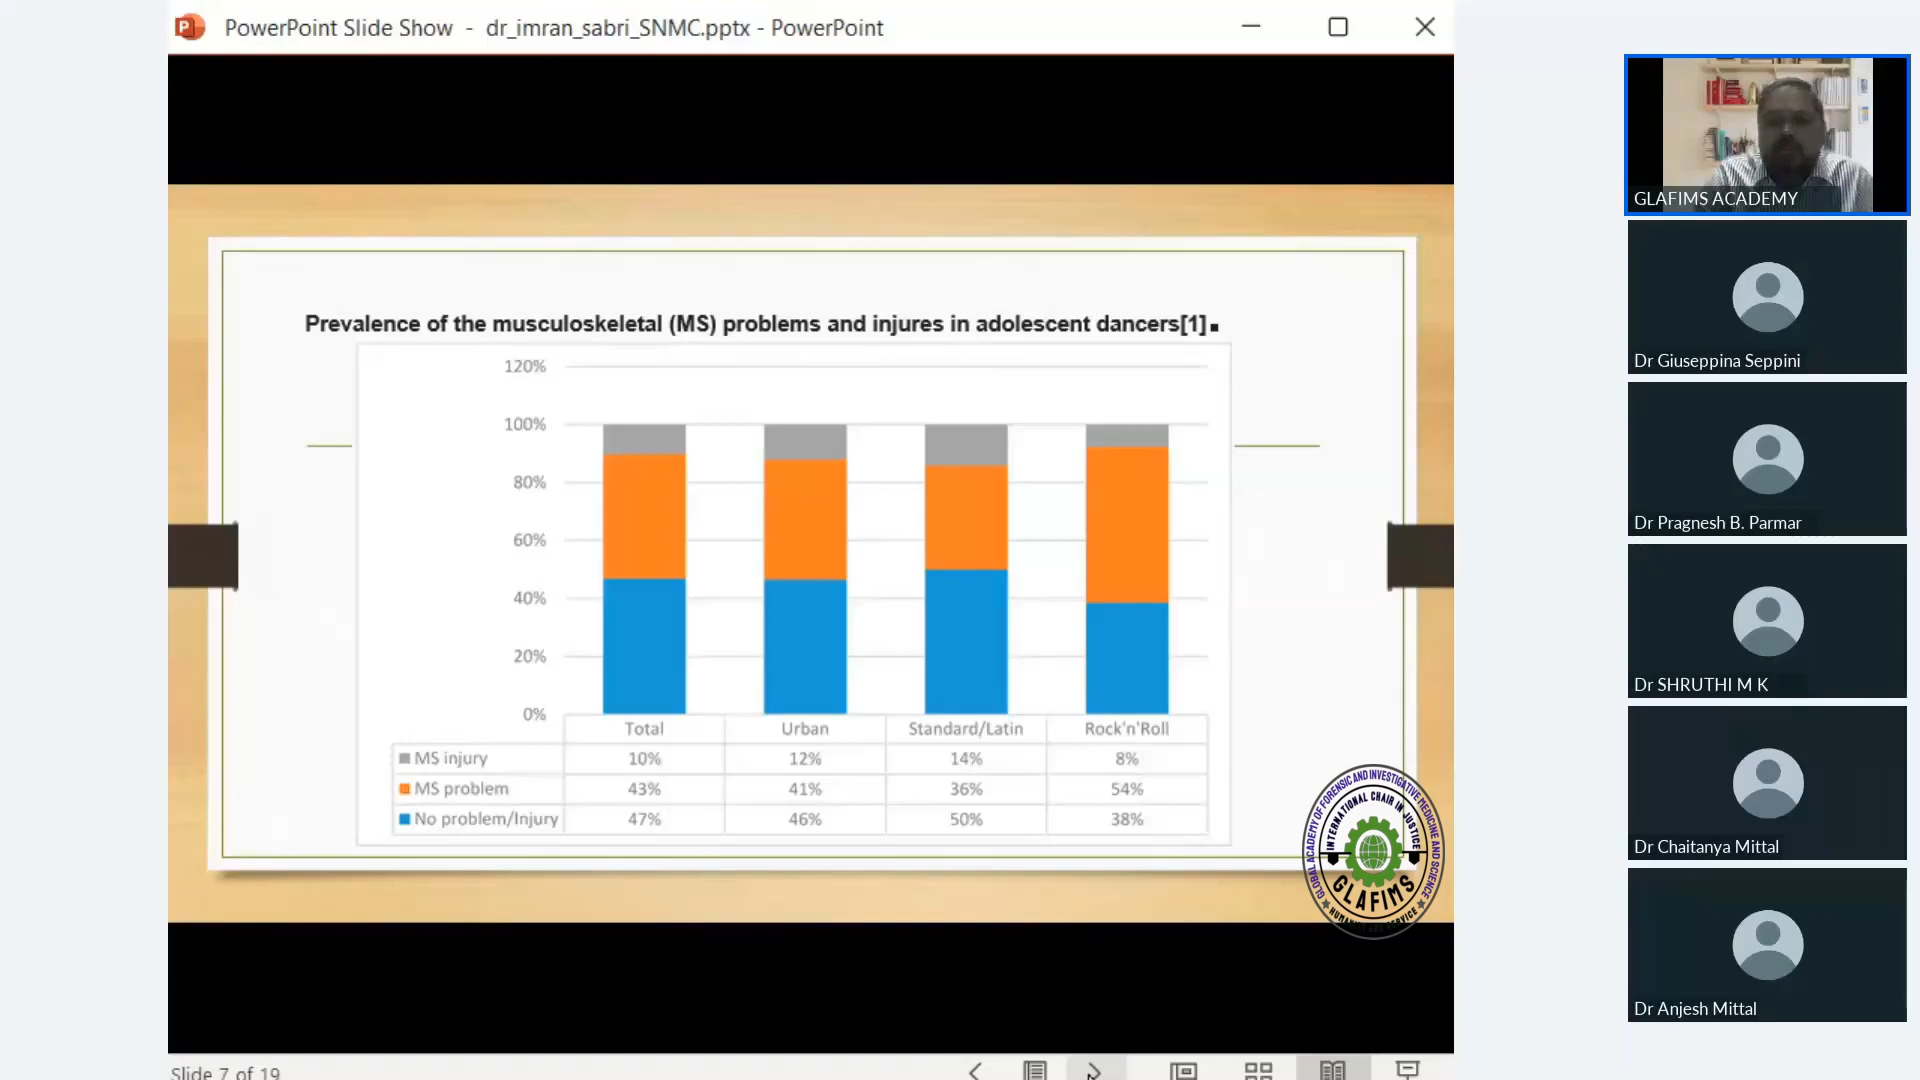 PowerPoint Slide Show - dr_imran_sabri_SNMC.pptx - PowerPoint
Prevalence of the musculoskeletal (MS) problems and injures in adolescent dancers[1].
120%
100%
80%
60%
40%
20%
0%
Total Urban Standard/Latin Rock'n'Roll
MS injury 10% 12% 14% 8%
MS problem 43% 41% 36% 54%
No problem/Injury 47% 46% 50% 38%
GLOBAL ACADEMY OF FORENSIC AND INVESTIGATIVE MEDICINE AND SCIENCE
INTERNATIONAL CHAIR IN JUSTICE
GLAFIMS
Slide 7 of 19
GLAFIMS ACADEMY
Dr Giuseppina Seppini
Dr Pragnesh B. Parmar
Dr SHRUTHI M K
Dr Chaitanya Mittal
Dr Anjesh Mittal